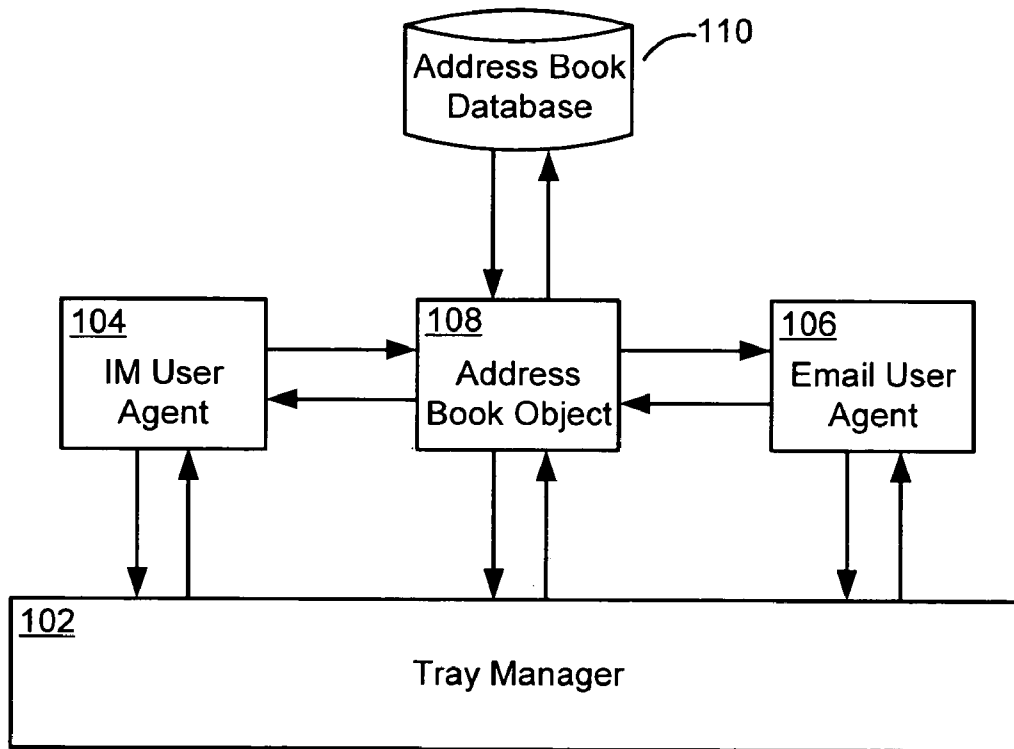 110
Address Book
Database
104
IM User
Agent
108
Address
Book Object
106
Email User
Agent
102
Tray Manager